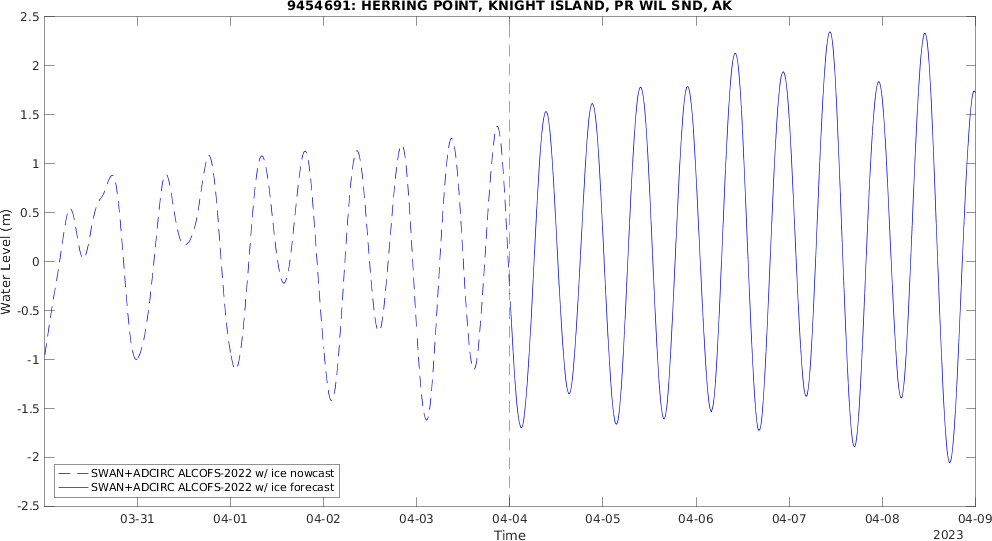 9454691: HERRING POINT, KNIGHT ISLAND, PR WIL SND, AK
2.5
2
1.5
1
0.5
0
-0.5
-1
-1.5
-2
-2.5
Water Level (m)
SWAN+ADCIRC ALCOFS-2022 w/ ice nowcast
SWAN+ADCIRC ALCOFS-2022 w/ ice forecast
03-31 04-01 04-02 04-03 04-04 04-05 04-06 04-07 04-08 04-09
Time
2023